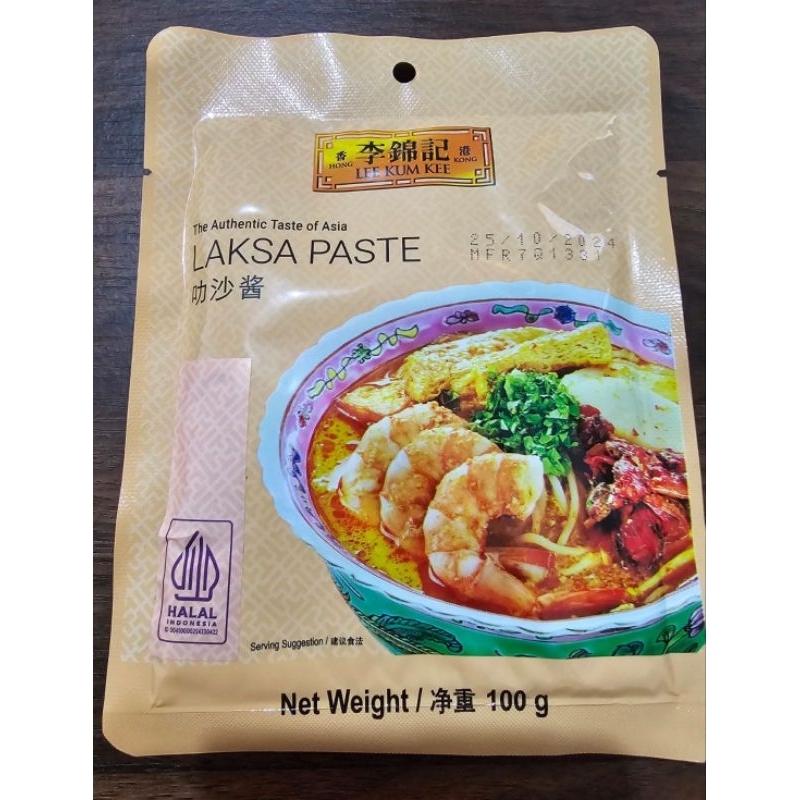 香 李錦記 港
HONG LEE KUM KEE KONG
The Authentic Taste of Asia
LAKSA PASTE
叻沙酱
25/10/2024
MFR7Q1331
HALAL
INDONESIA
Serving Suggestion / 建议食法
Net Weight / 净重 100 g